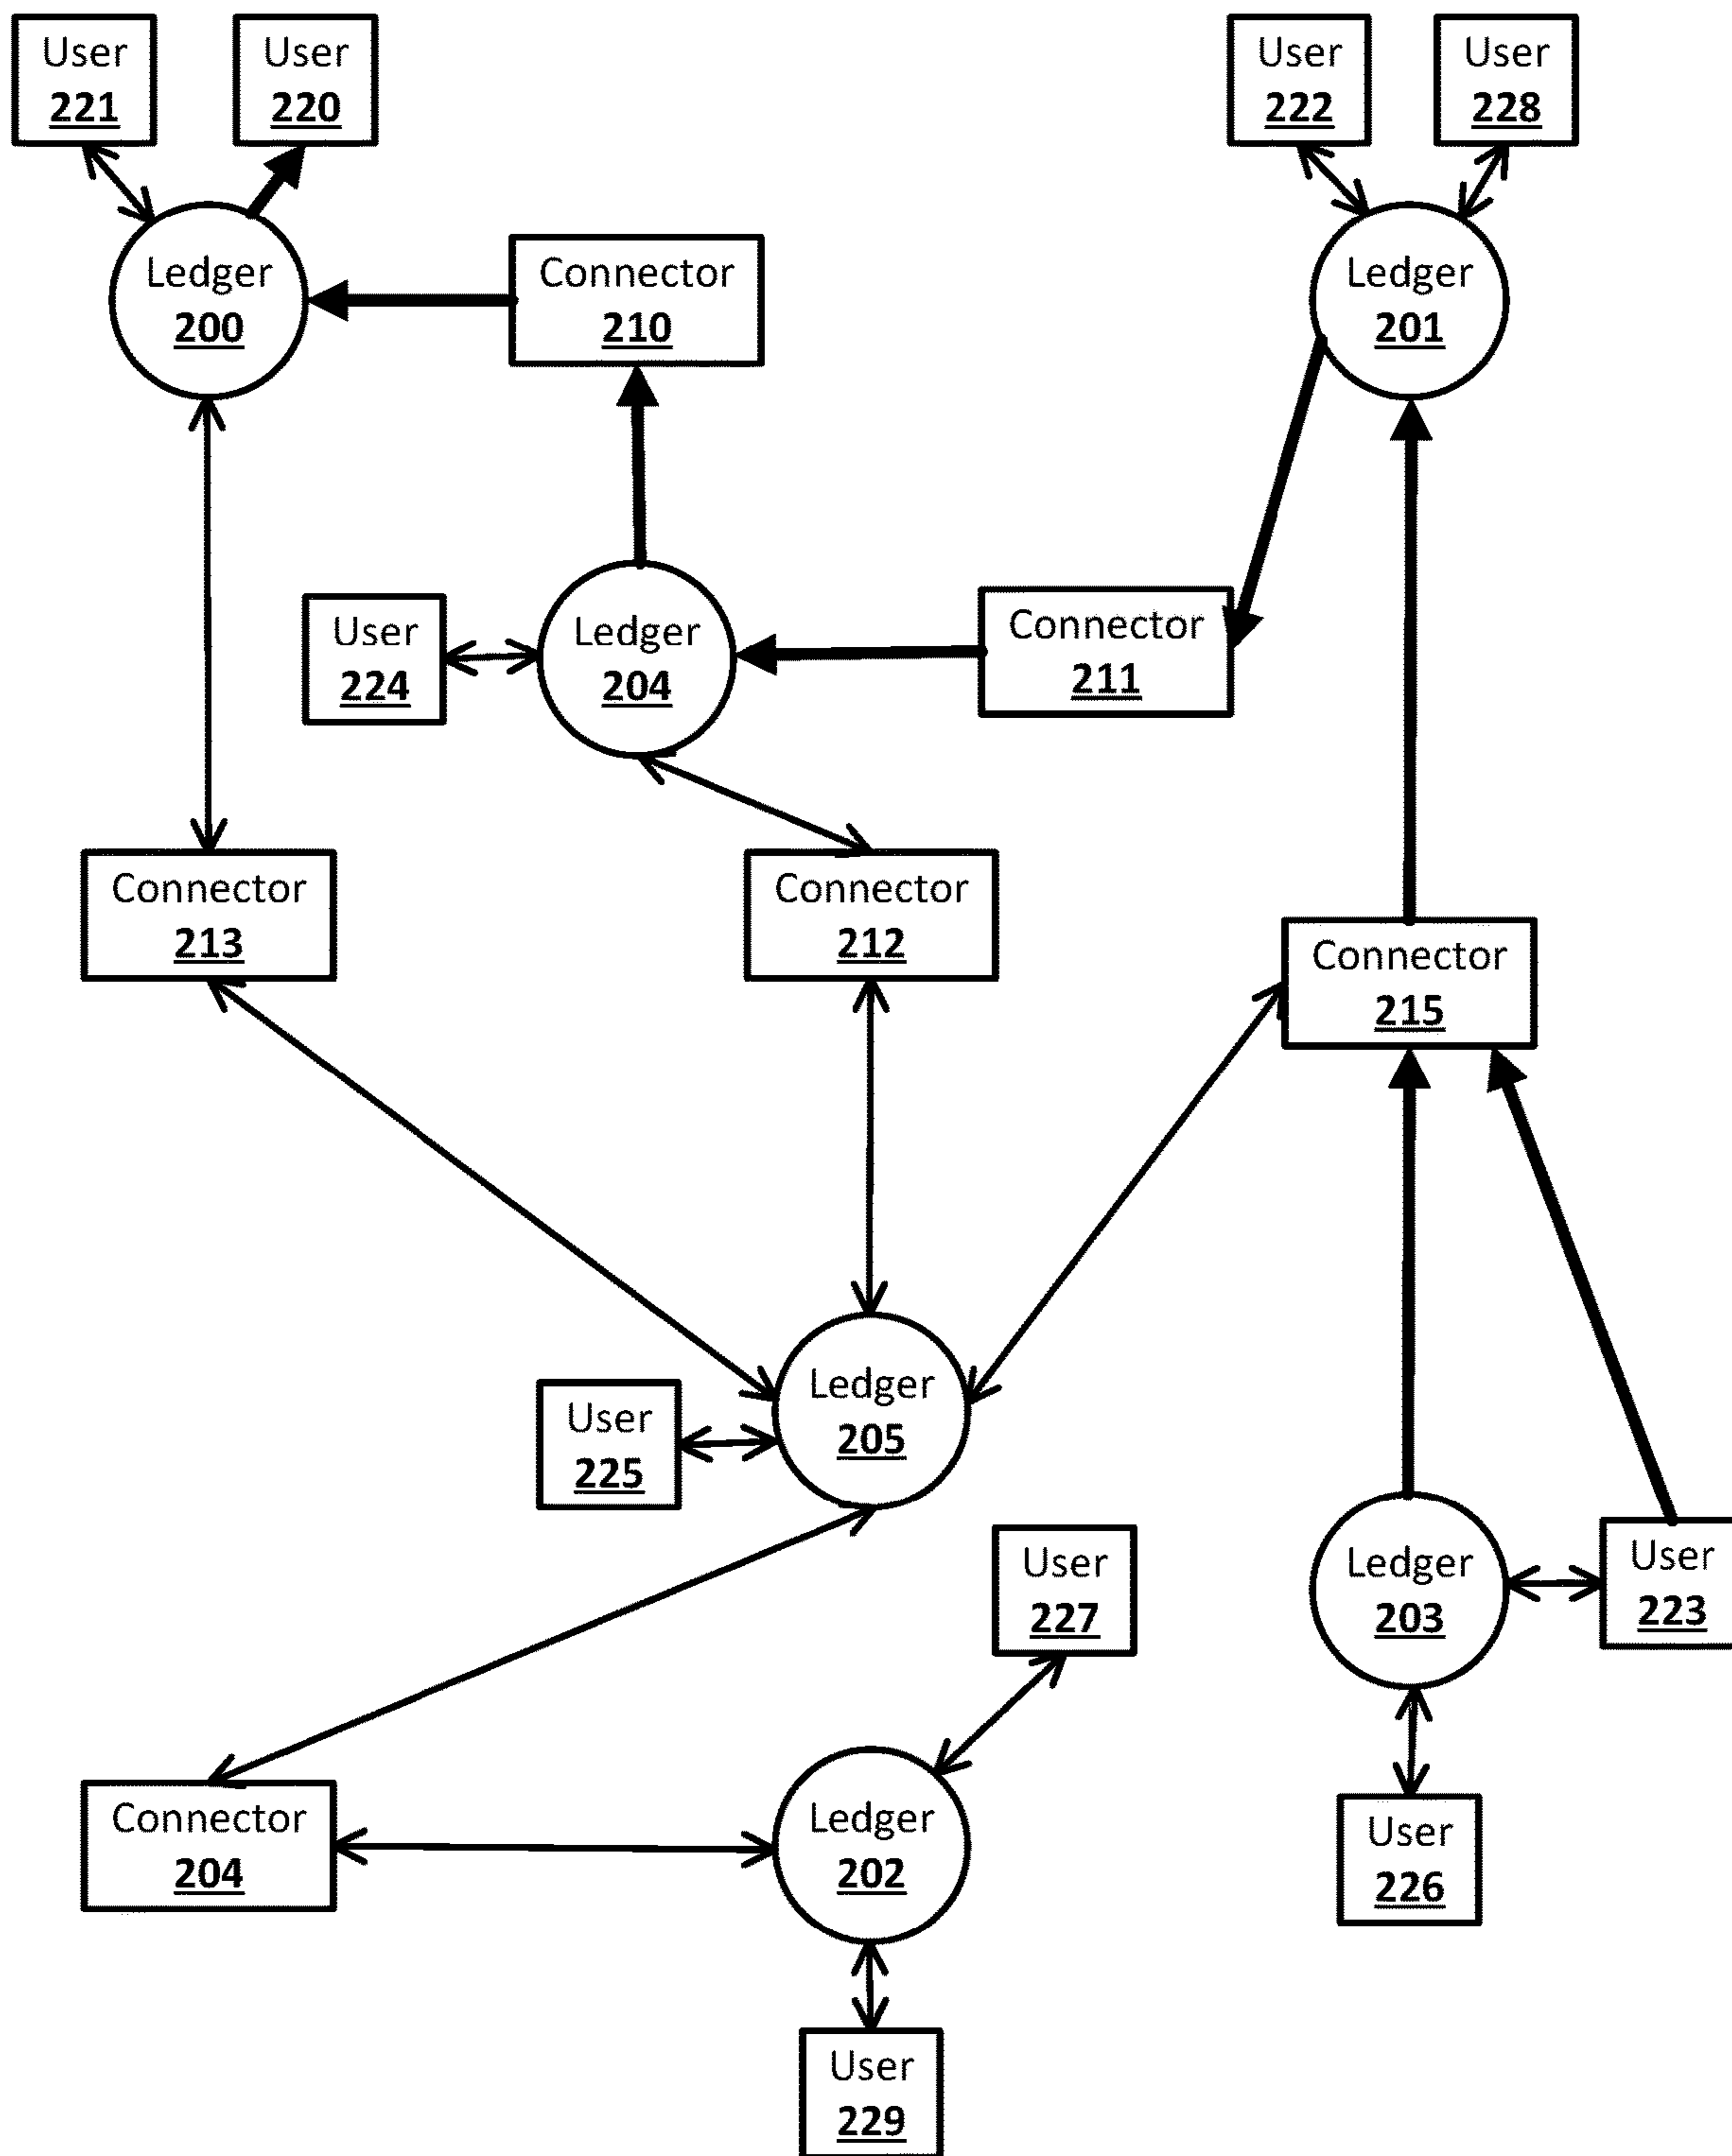 User
221
User
220
User
222
User
228
Ledger
200
Connector
210
Ledger
201
User
224
Ledger
204
Connector
211
Connector
213
Connector
212
Connector
215
User
225
Ledger
205
User
227
Ledger
203
User
223
Connector
204
Ledger
202
User
226
User
229